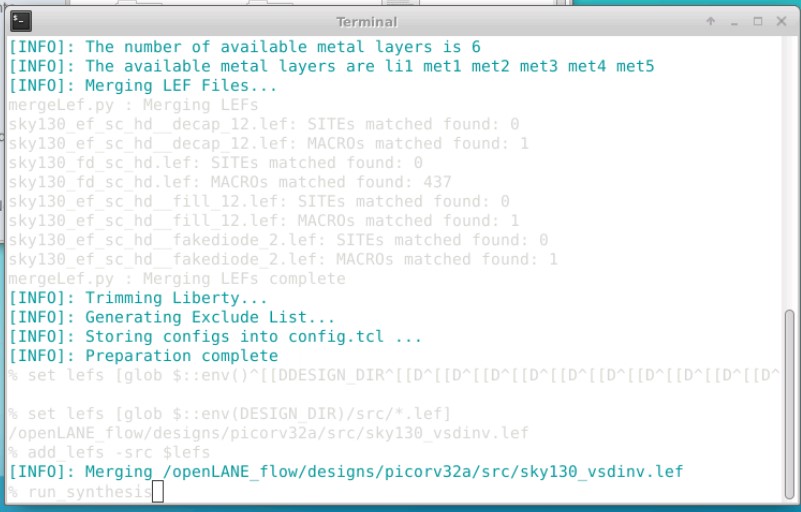 Terminal
[INFO]: The number of available metal layers is 6
[INFO]: The available metal layers are li1 met1 met2 met3 met4 met5
[INFO]: Merging LEF Files...
mergeLef.py : Merging LEFs
sky130_ef_sc_hd__decap_12.lef: SITEs matched found: 0
sky130_ef_sc_hd__decap_12.lef: MACROs matched found: 1
sky130_fd_sc_hd.lef: SITEs matched found: 0
sky130_fd_sc_hd.lef: MACROs matched found: 437
sky130_ef_sc_hd__fill_12.lef: SITEs matched found: 0
sky130_ef_sc_hd__fill_12.lef: MACROs matched found: 1
sky130_ef_sc_hd__fakediode_2.lef: SITEs matched found: 0
sky130_ef_sc_hd__fakediode_2.lef: MACROs matched found: 1
mergeLef.py : Merging LEFs complete
[INFO]: Trimming Liberty...
[INFO]: Generating Exclude List...
[INFO]: Storing configs into config.tcl ...
[INFO]: Preparation complete
% set lefs [glob $::env()^[[DDESIGN_DIR^[[D^[[D^[[D^[[D^[[D^[[D^[[D^[[D^[[D^[[D^
% set lefs [glob $::env(DESIGN_DIR)/src/*.lef]
/openLANE_flow/designs/picorv32a/src/sky130_vsdinv.lef
% add_lefs -src $lefs
[INFO]: Merging /openLANE_flow/designs/picorv32a/src/sky130_vsdinv.lef
% run_synthesis